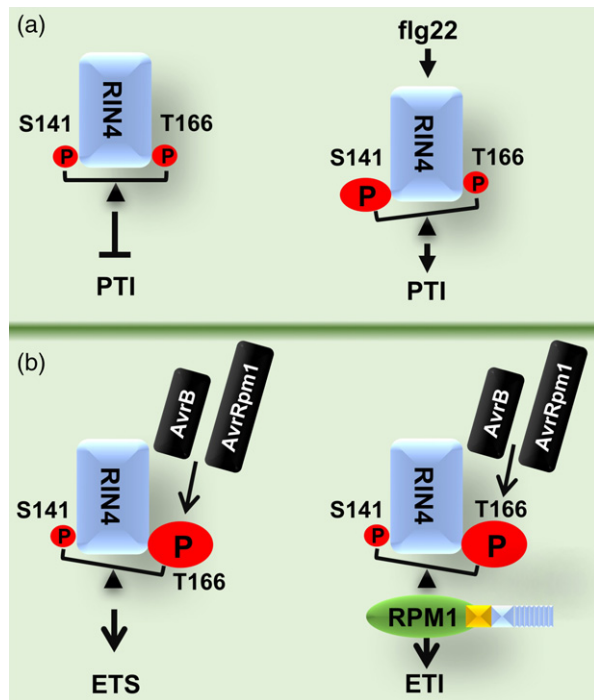 (a)
flg22
RIN4
S141
T166
P
P
PTI
RIN4
S141
T166
P
P
PTI
(b)
AvrB
AvrRpm1
RIN4
S141
P
P
T166
ETS
AvrB
AvrRpm1
RIN4
S141
T166
P
P
RPM1
ETI